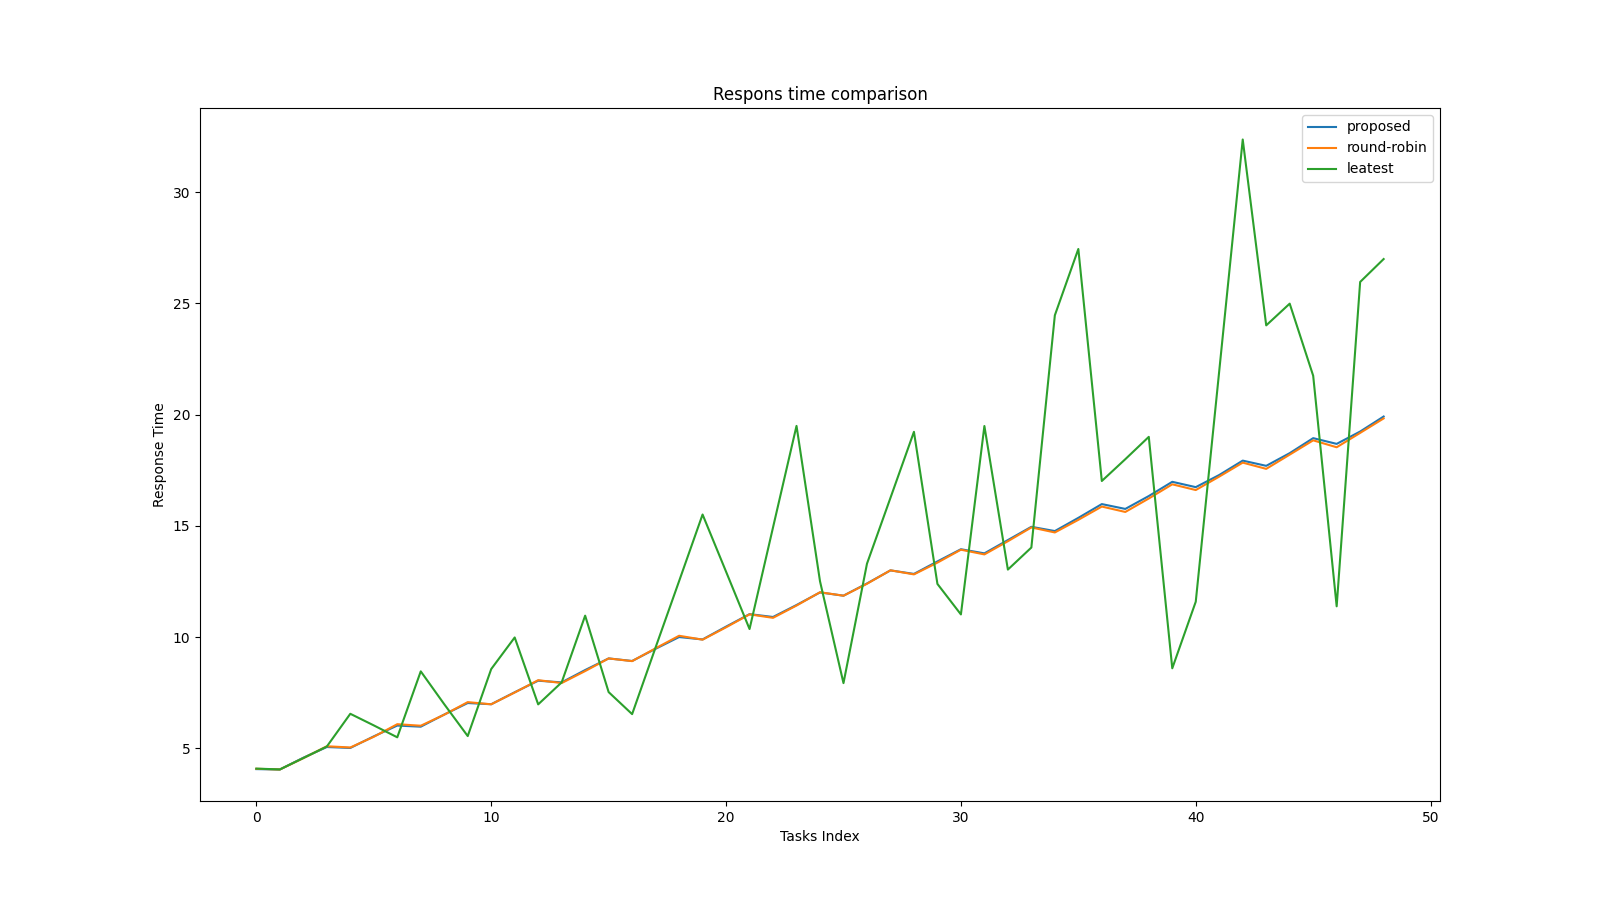 Respons time comparison
proposed
round-robin
leatest
30
25
20
15
10
5
Response Time
0
10
20
30
40
50
Tasks Index